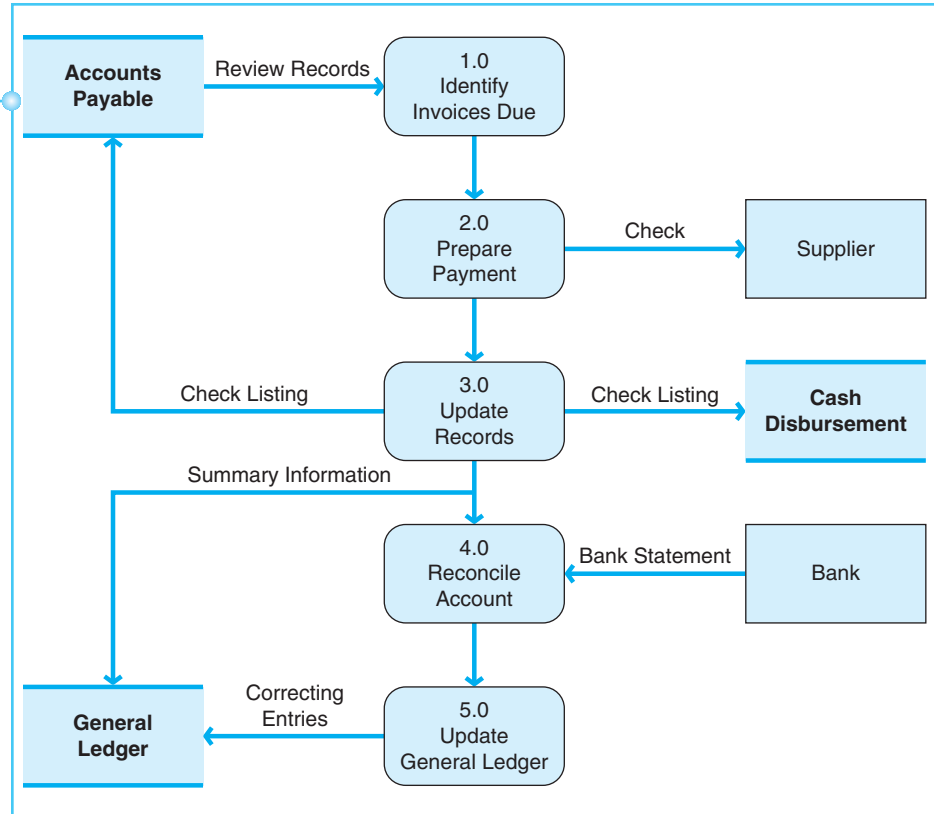 Accounts
Payable
Review Records
1.0
Identify
Invoices Due
2.0
Prepare
Payment
Check
Supplier
Check Listing
3.0
Update
Records
Check Listing
Cash
Disbursement
Summary Information
4.0
Reconcile
Account
Bank Statement
Bank
General
Ledger
Correcting
Entries
5.0
Update
General Ledger